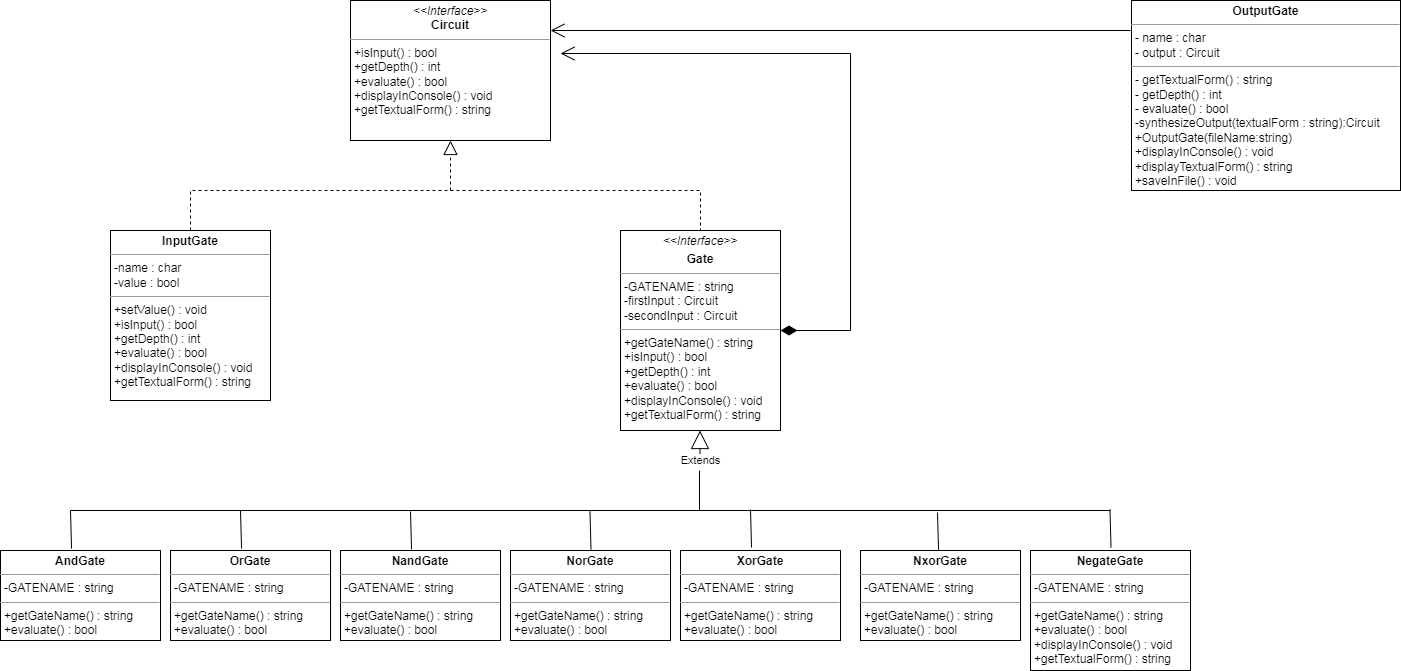 <<Interface>>
Circuit
+isInput() : bool
+getDepth() : int
+evaluate() : bool
+displayInConsole() : void
+getTextualForm() : string
OutputGate
- name : char
- output : Circuit
- getTextualForm() : string
- getDepth() : int
- evaluate() : bool
-synthesizeOutput(textualForm : string):Circuit
+OutputGate(fileName:string)
+displayInConsole() : void
+displayTextualForm() : string
+saveInFile() : void
InputGate
-name : char
-value : bool
+setValue() : void
+isInput() : bool
+getDepth() : int
+evaluate() : bool
+displayInConsole() : void
+getTextualForm() : string
<<Interface>>
Gate
-GATENAME : string
-firstInput : Circuit
-secondInput : Circuit
+getGateName() : string
+isInput() : bool
+getDepth() : int
+evaluate() : bool
+displayInConsole() : void
+getTextualForm() : string
Extends
AndGate
-GATENAME : string
+getGateName() : string
+evaluate() : bool
OrGate
-GATENAME : string
+getGateName() : string
+evaluate() : bool
NandGate
-GATENAME : string
+getGateName() : string
+evaluate() : bool
NorGate
-GATENAME : string
+getGateName() : string
+evaluate() : bool
XorGate
-GATENAME : string
+getGateName() : string
+evaluate() : bool
NxorGate
-GATENAME : string
+getGateName() : string
+evaluate() : bool
NegateGate
-GATENAME : string
+getGateName() : string
+evaluate() : bool
+displayInConsole() : void
+getTextualForm() : string